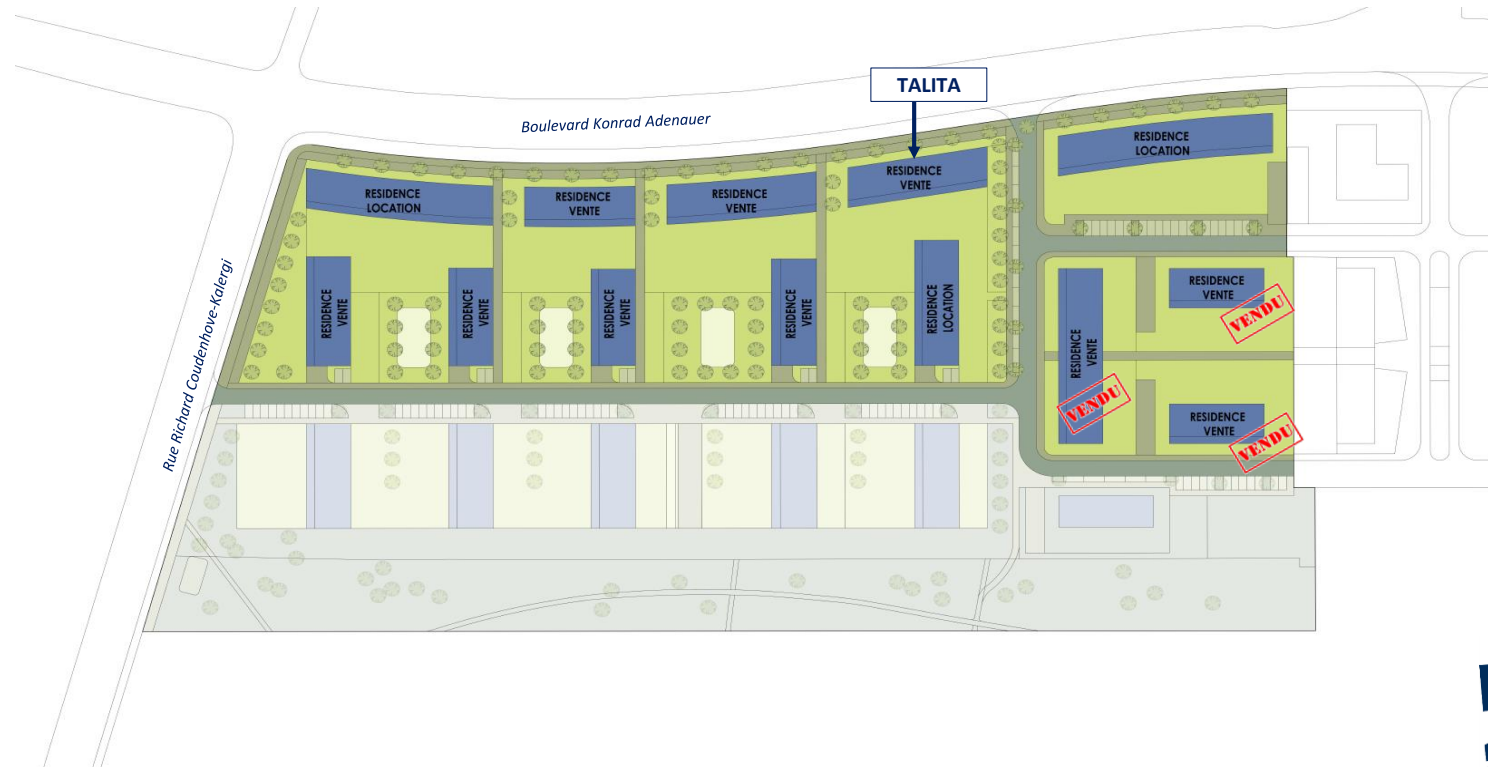 TALITA
Boulevard Konrad Adenauer
RESIDENCE
LOCATION
RESIDENCE
VENTE
RESIDENCE
VENTE
RESIDENCE
VENTE
RESIDENCE
LOCATION
Rue Richard Coudenhove-Kalergi
RESIDENCE
VENTE
RESIDENCE
VENTE
RESIDENCE
VENTE
RESIDENCE
VENTE
RESIDENCE
LOCATION
RESIDENCE
VENTE
VENDU
RESIDENCE
VENTE
VENDU
RESIDENCE
VENTE
VENDU